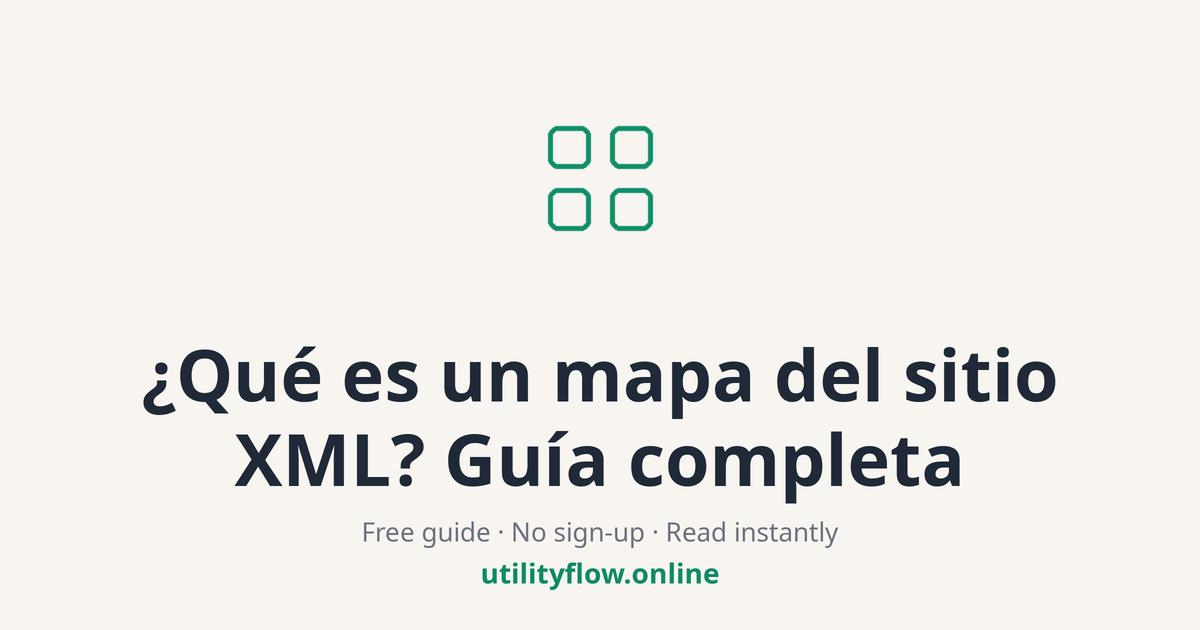 ¿Qué es un mapa del sitio
XML? Guía completa
Free guide · No sign-up · Read instantly
utilityflow.online